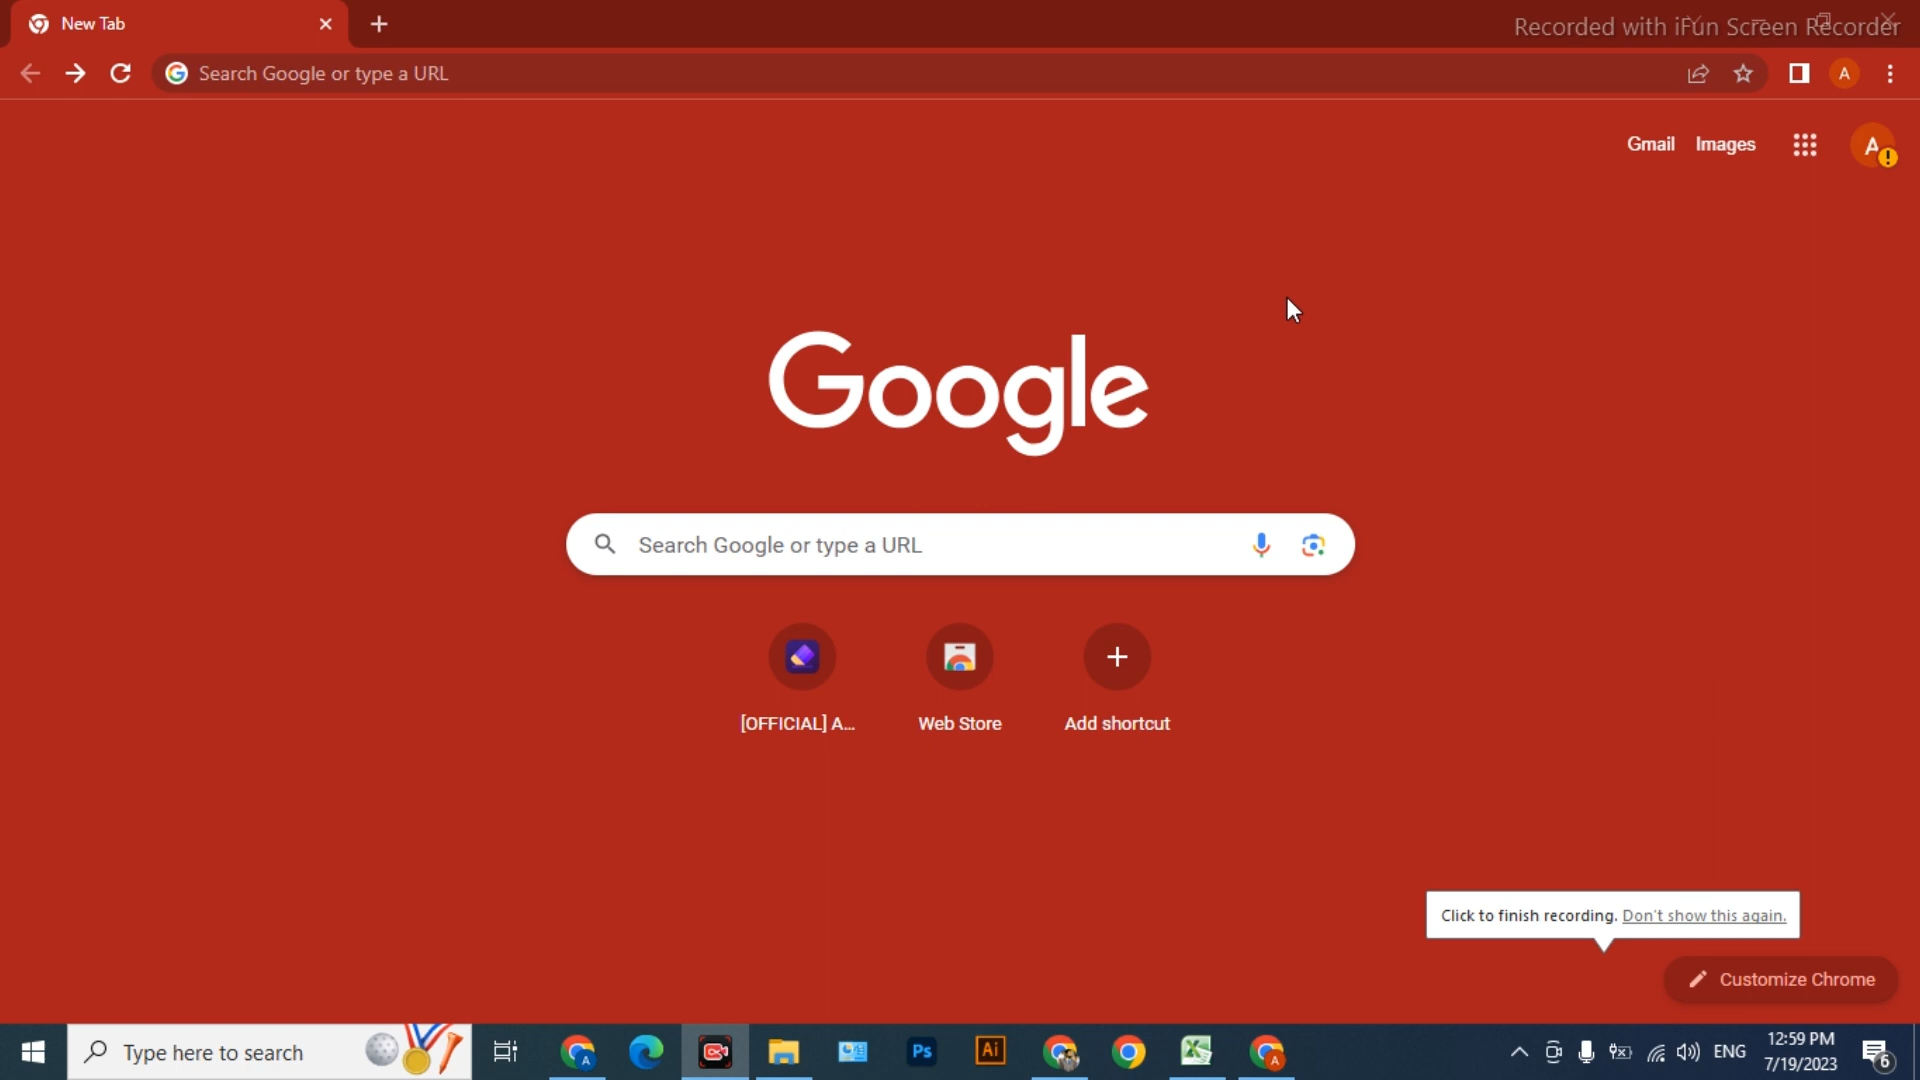 New Tab
Recorded with iFun Screen Recorder
Search Google or type a URL
A
Gmail Images
A
Google
Search Google or type a URL
[OFFICIAL] A...
Web Store
Add shortcut
Click to finish recording. Don't show this again.
Customize Chrome
Type here to search
A
Ps
Ai
A
ENG
12:59 PM
7/19/2023
6